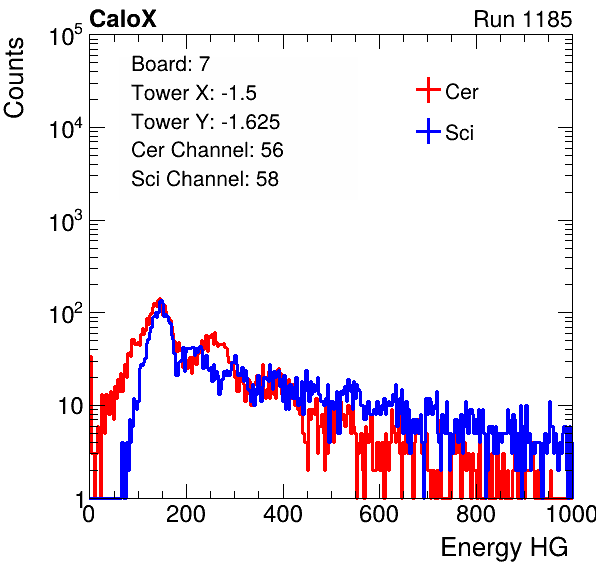 CaloX Run 1185
Counts
10^5
10^4
10^3
10^2
10
1
Board: 7
Tower X: -1.5
Tower Y: -1.625
Cer Channel: 56
Sci Channel: 58
Cer
Sci
0 200 400 600 800 1000
Energy HG